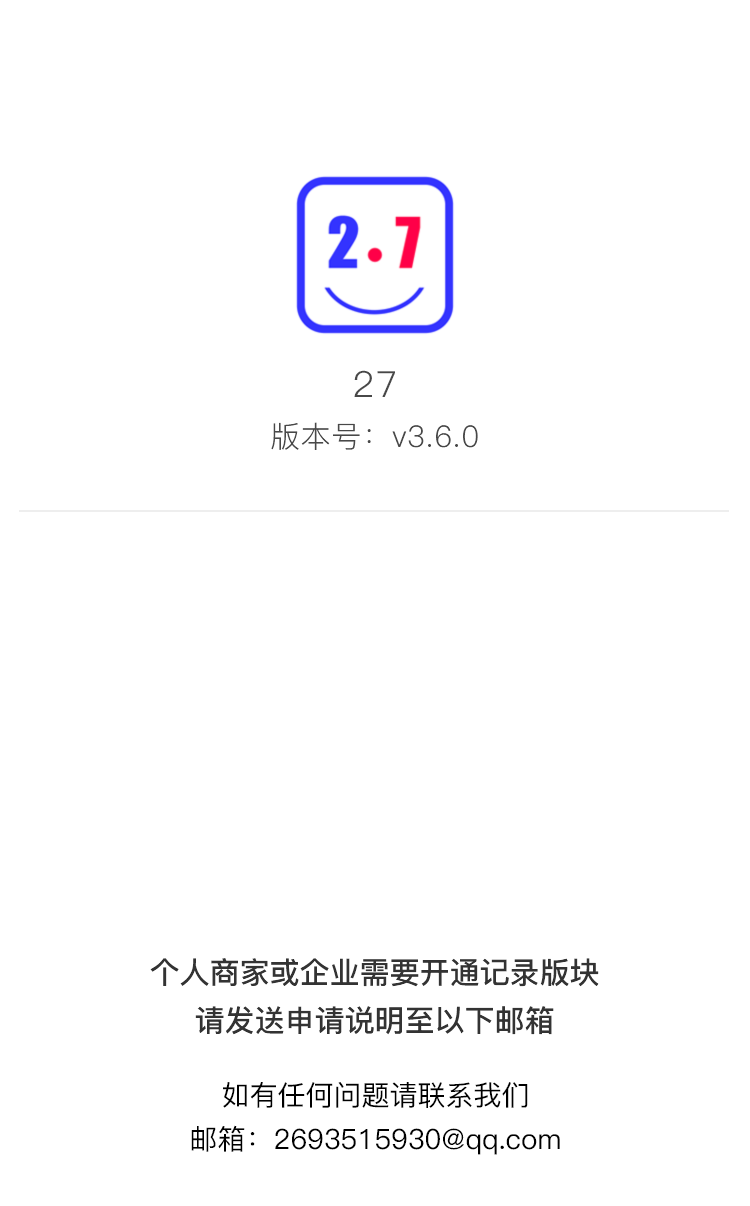 2.7
27
版本号：v3.6.0
个人商家或企业需要开通记录版块
请发送申请说明至以下邮箱
如有任何问题请联系我们
邮箱：2693515930@qq.com